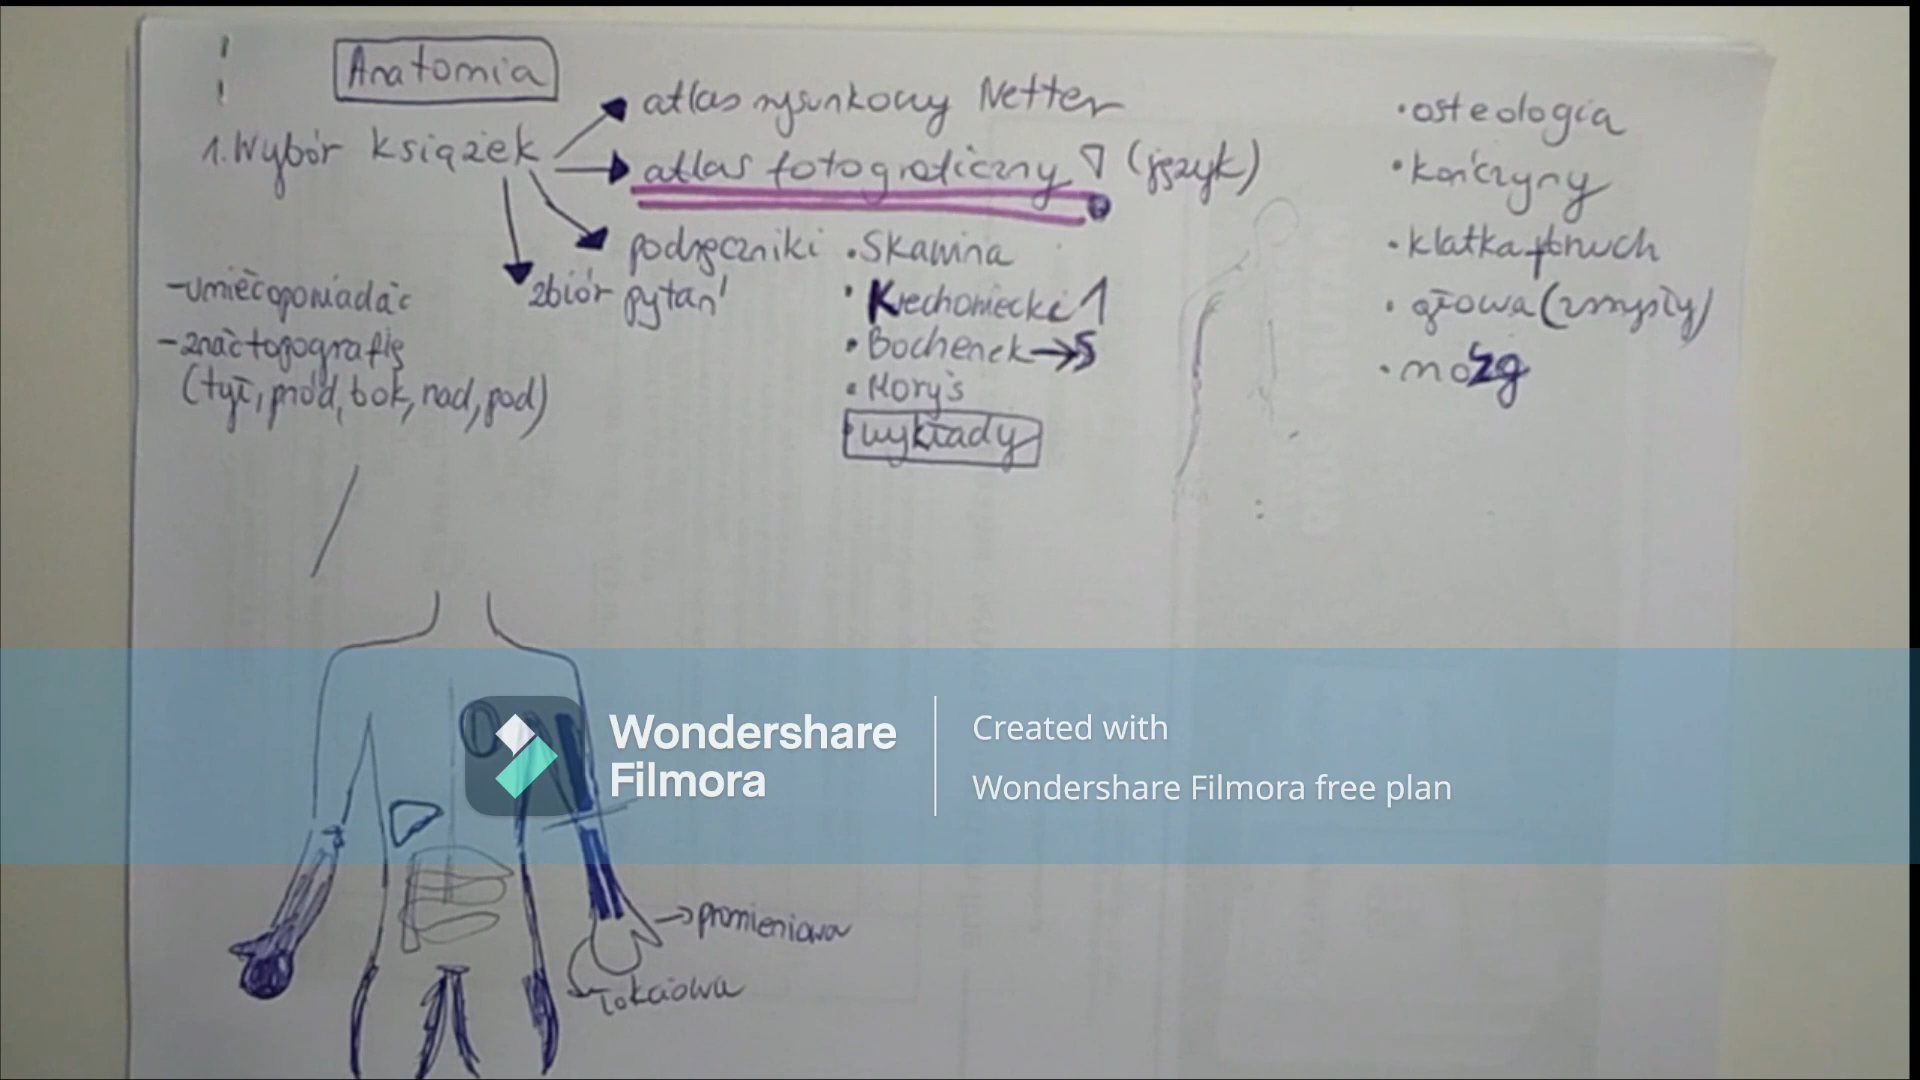 Anatomia
1. Wybór książek
atlas rysunkowy Netter
atlas fotograficzny (język)
podręczniki
• Skawina
• Krechowiecki 1
• Bochenek → 5
• Moryś
• wykłady
zbiór pytań
- umieć opowiadać
- znać topografię
(tył, przód, bok, nad, pod)
• osteologia
• kończyny
• klatka + brzuch
• głowa (zmysły)
• mózg
Wondershare
Filmora
Created with
Wondershare Filmora free plan
→ promieniowa
łokciowa